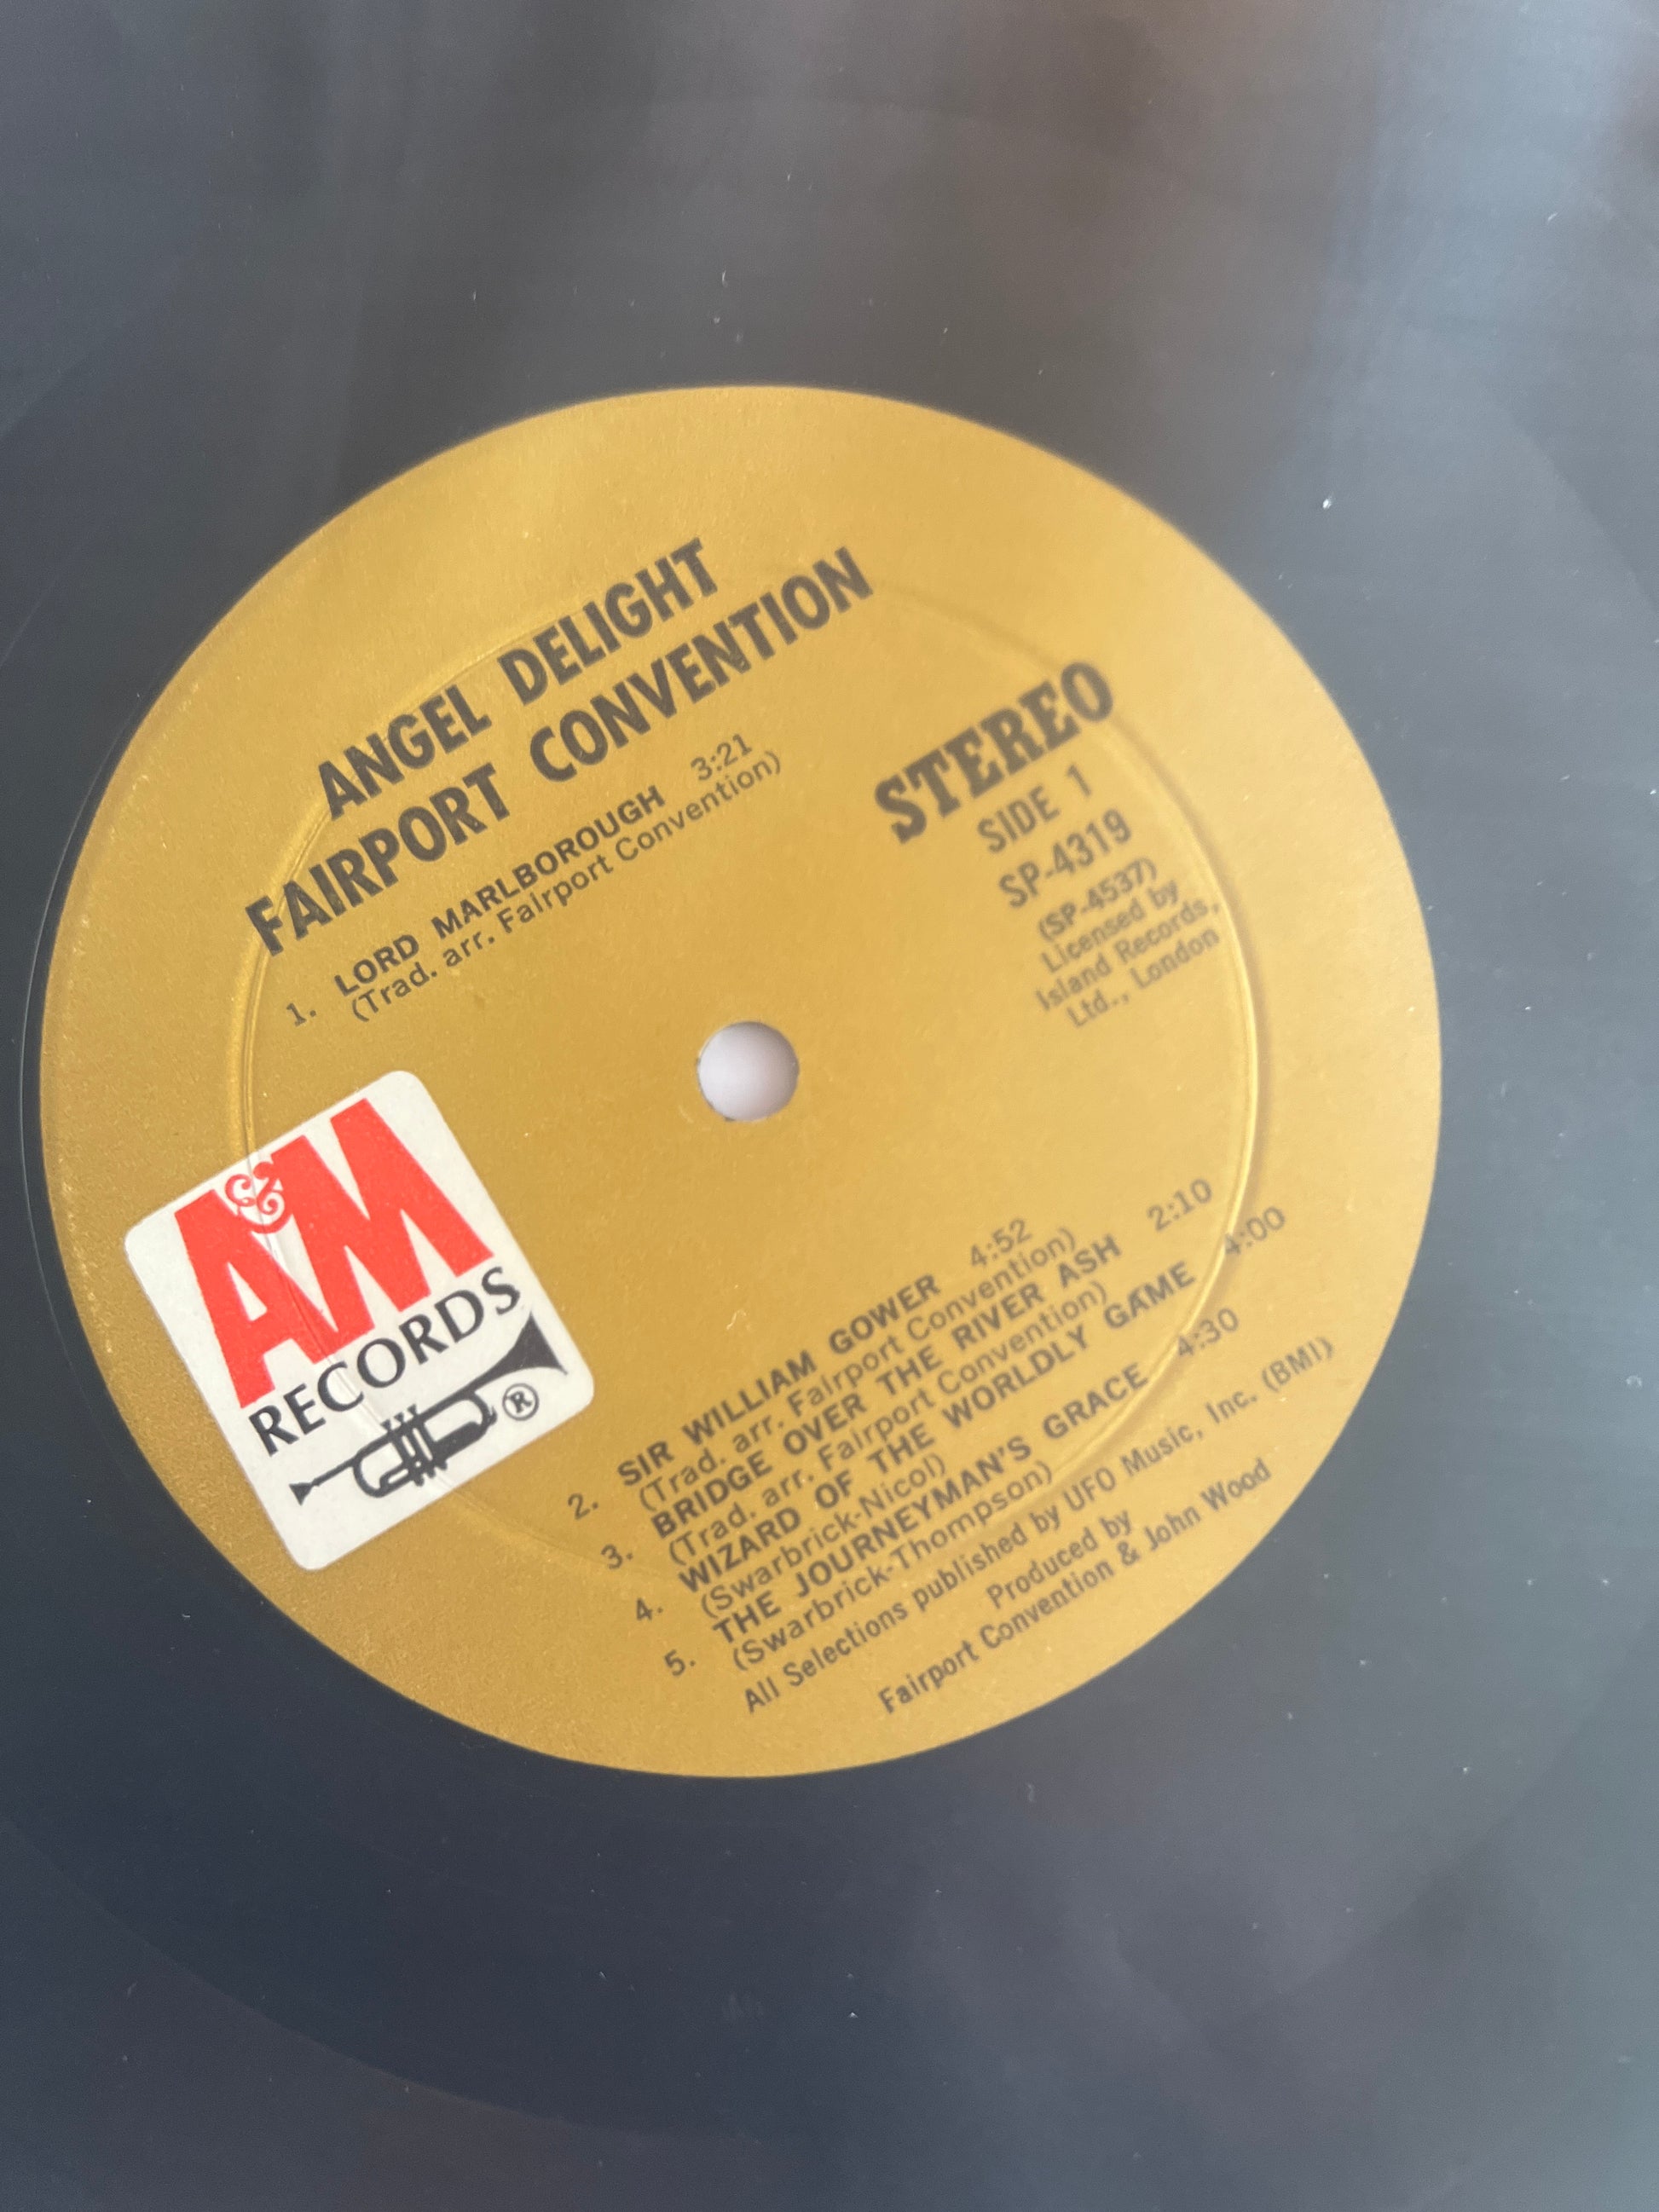 ANGEL DELIGHT
FAIRPORT CONVENTION
1. LORD MARLBOROUGH 3:21
(Trad. arr. Fairport Convention)
STEREO
SIDE 1
SP-4319
(SP-4537)
Licensed by
Island Records,
Ltd., London
A&M
RECORDS
®
2. SIR WILLIAM GOWER 4:52
(Trad. arr. Fairport Convention)
3. BRIDGE OVER THE RIVER ASH 2:10
(Trad. arr. Fairport Convention)
4. WIZARD OF THE WORLDLY GAME 4:00
(Swarbrick-Nicol)
5. THE JOURNEYMAN'S GRACE 4:30
(Swarbrick-Thompson)
All Selections published by UFO Music, Inc. (BMI)
Produced by
Fairport Convention & John Wood